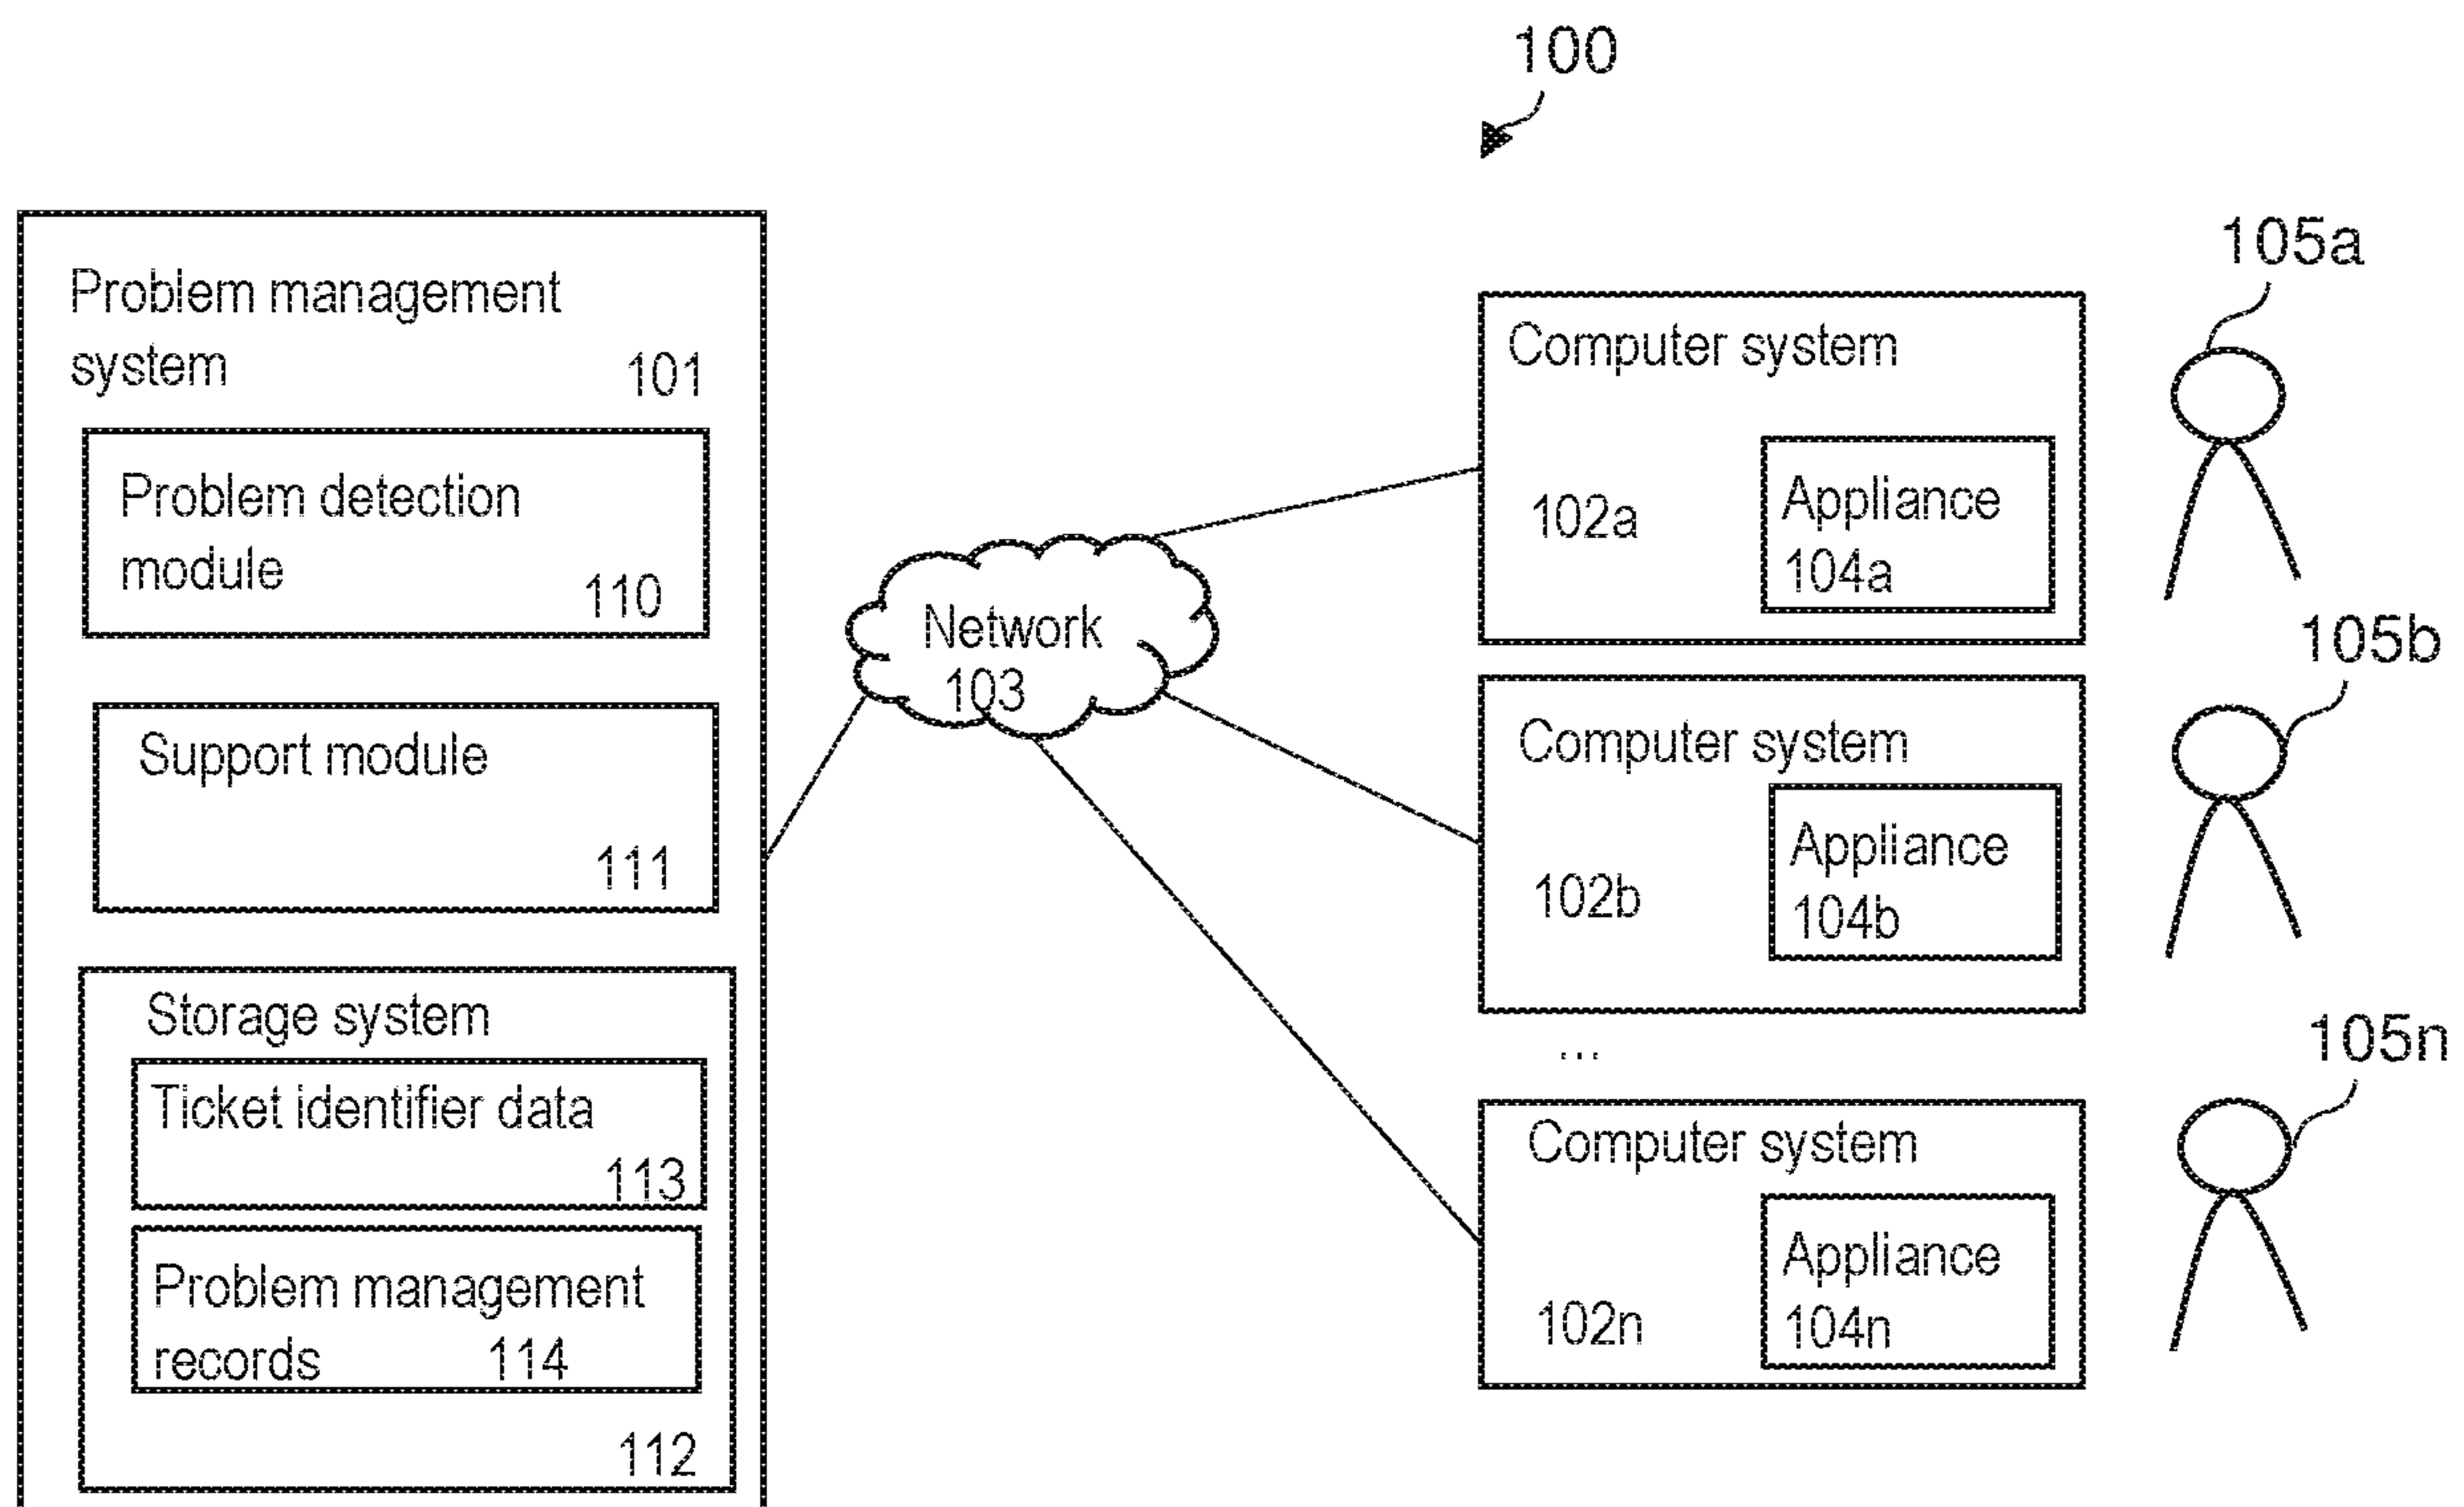 100
Problem management
system 101
Problem detection
module 110
Support module
111
Storage system
Ticket identifier data
113
Problem management
records 114
112
Network
103
Computer system
102a
Appliance
104a
105a
Computer system
102b
Appliance
104b
105b
...
Computer system
102n
Appliance
104n
105n